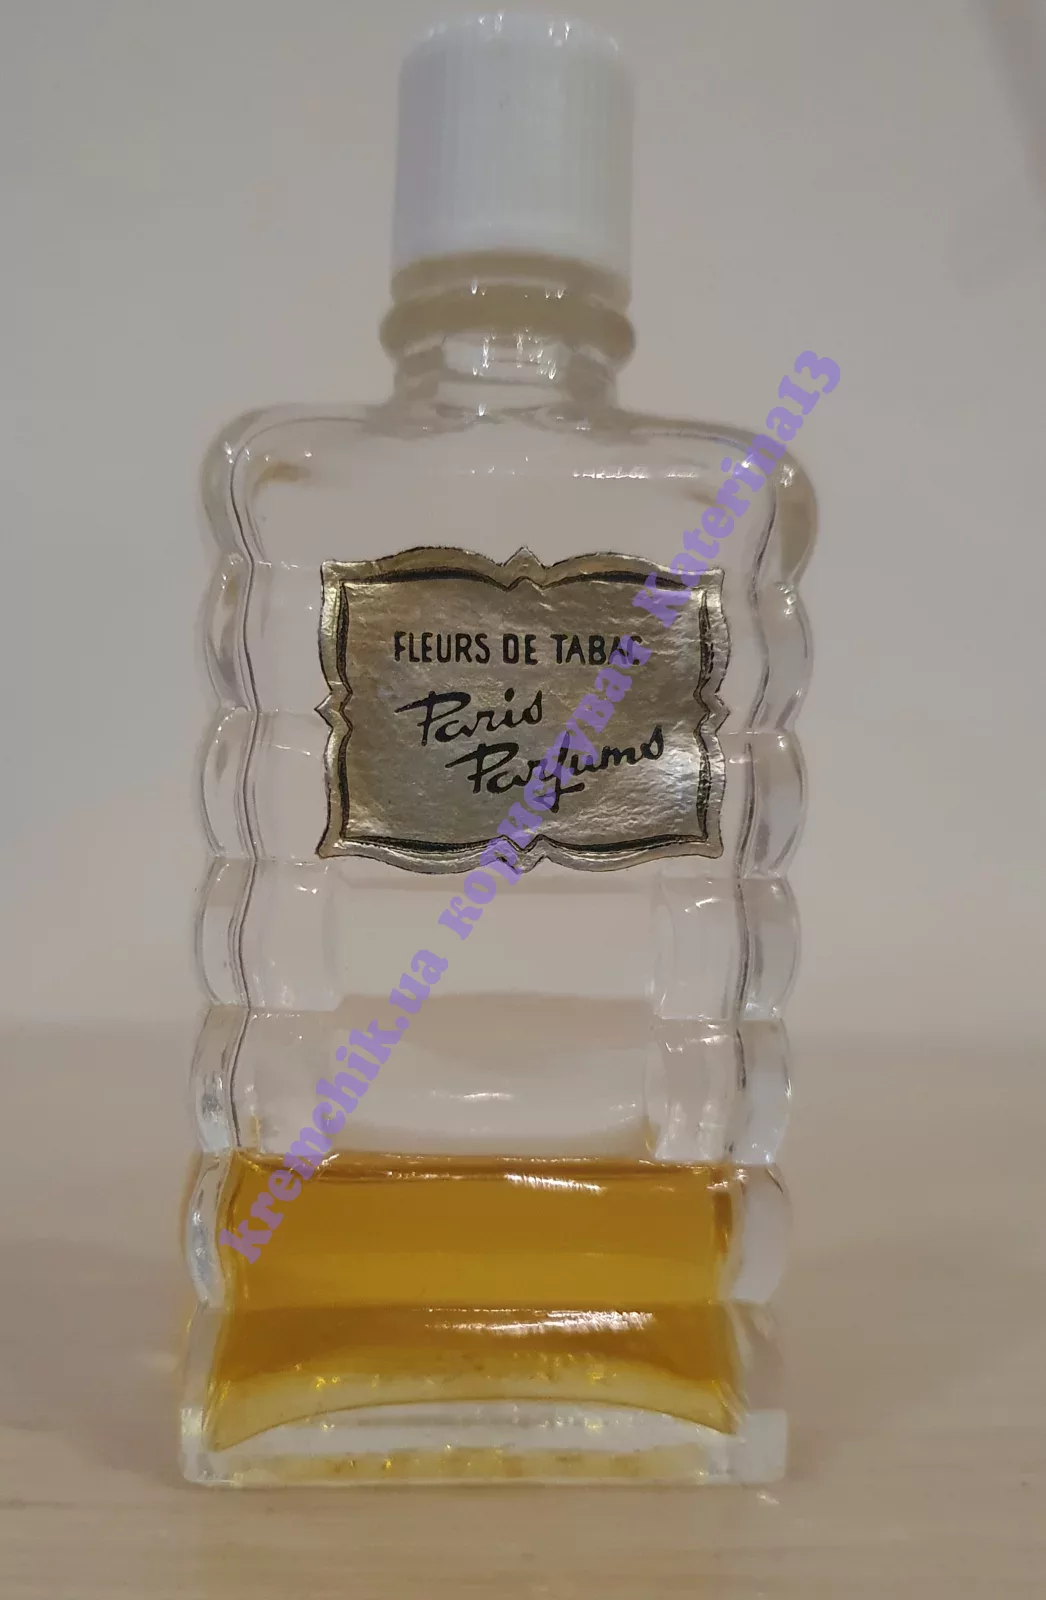 FLEURS DE TABAC
Paris
Parfums
kremchik.ua користувач Katerina13